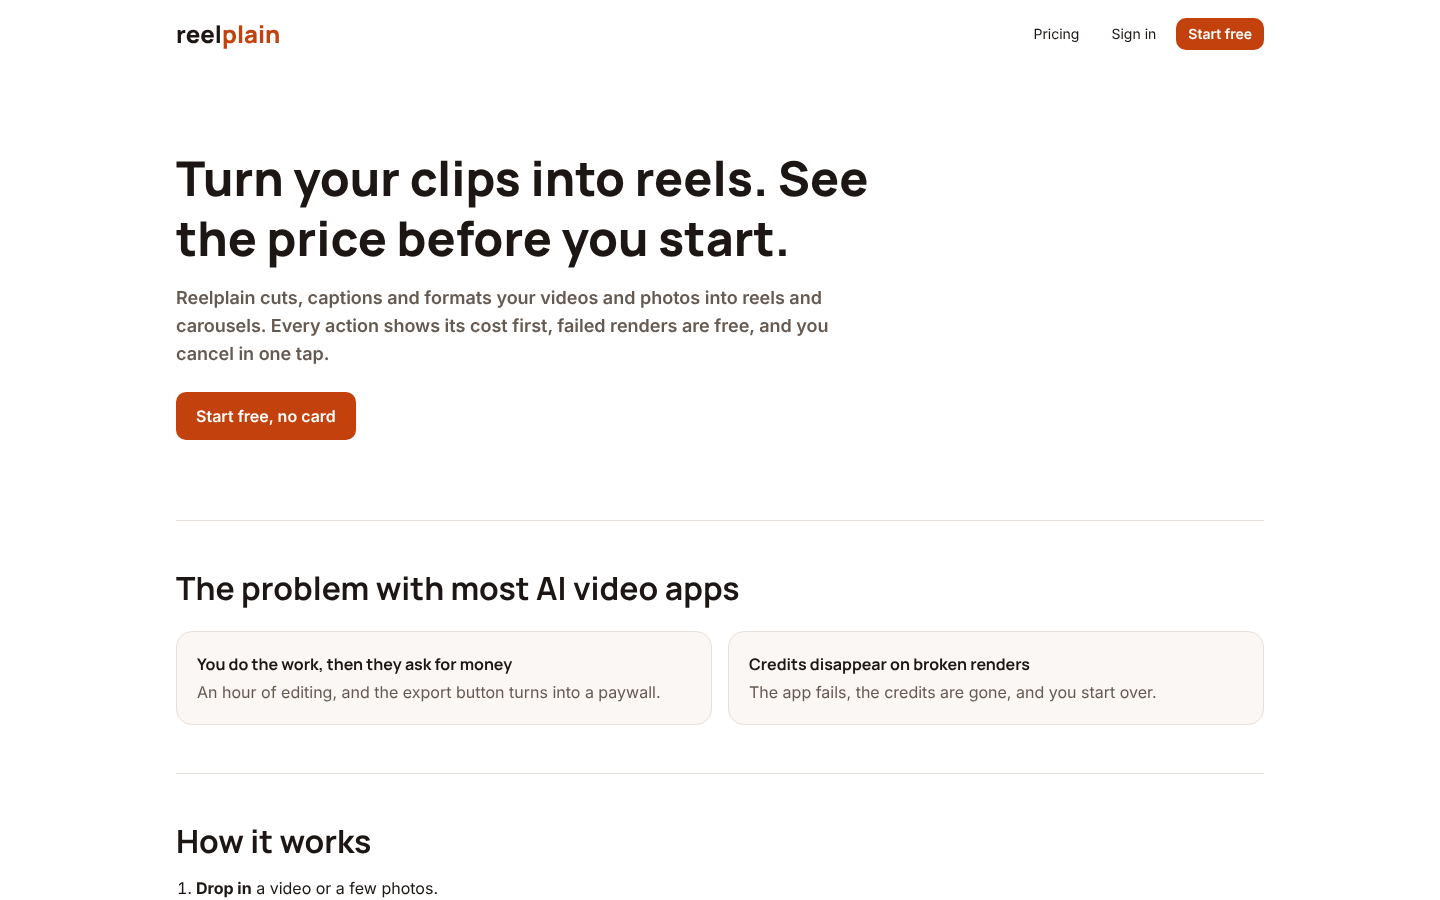 reelplain
Pricing
Sign in
Start free
Turn your clips into reels. See
the price before you start.
Reelplain cuts, captions and formats your videos and photos into reels and
carousels. Every action shows its cost first, failed renders are free, and you
cancel in one tap.
Start free, no card
The problem with most AI video apps
You do the work, then they ask for money
An hour of editing, and the export button turns into a paywall.
Credits disappear on broken renders
The app fails, the credits are gone, and you start over.
How it works
1. Drop in a video or a few photos.